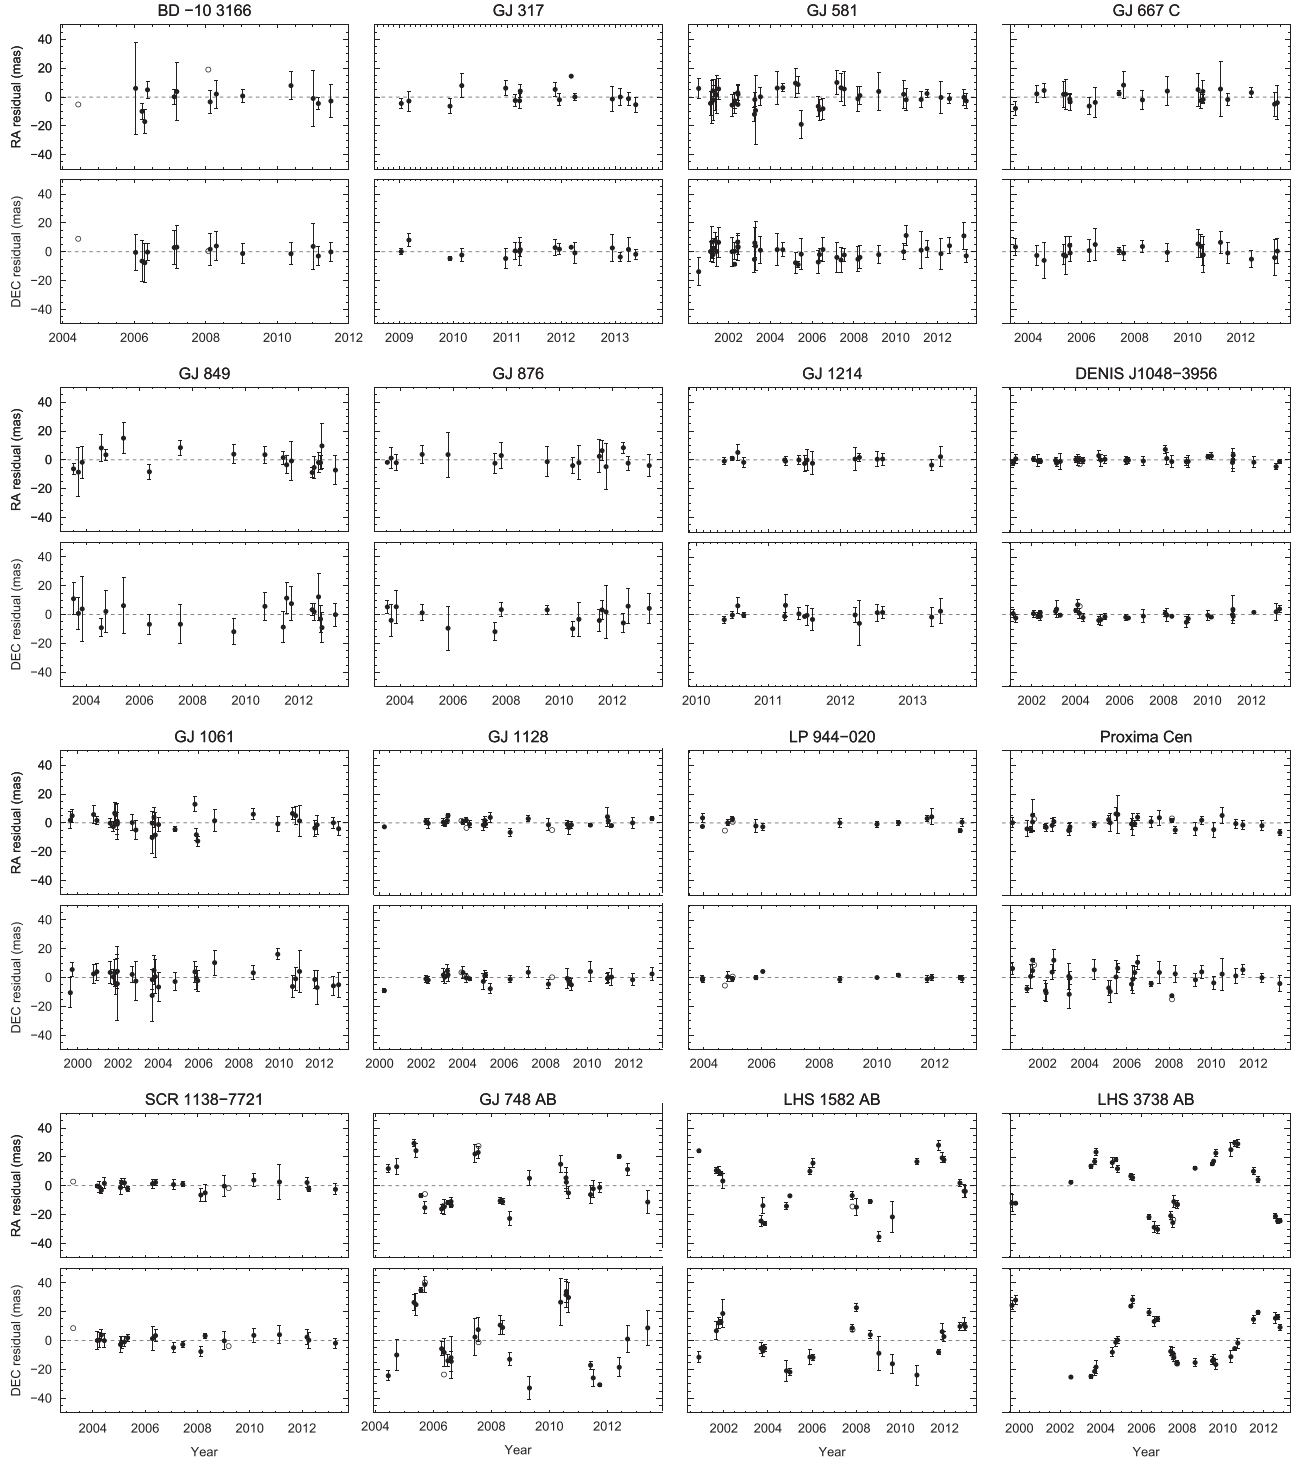 BD −10 3166 GJ 317 GJ 581 GJ 667 C
RA residual (mas)
40
20
0
−20
−40
DEC residual (mas)
40
20
0
−20
−40
2004 2006 2008 2010 2012 2009 2010 2011 2012 2013 2002 2004 2006 2008 2010 2012 2004 2006 2008 2010 2012
GJ 849 GJ 876 GJ 1214 DENIS J1048−3956
RA residual (mas)
40
20
0
−20
−40
DEC residual (mas)
40
20
0
−20
−40
2004 2006 2008 2010 2012 2004 2006 2008 2010 2012 2010 2011 2012 2013 2002 2004 2006 2008 2010 2012
GJ 1061 GJ 1128 LP 944−020 Proxima Cen
RA residual (mas)
40
20
0
−20
−40
DEC residual (mas)
40
20
0
−20
−40
2000 2002 2004 2006 2008 2010 2012 2000 2002 2004 2006 2008 2010 2012 2004 2006 2008 2010 2012 2002 2004 2006 2008 2010 2012
SCR 1138−7721 GJ 748 AB LHS 1582 AB LHS 3738 AB
RA residual (mas)
40
20
0
−20
−40
DEC residual (mas)
40
20
0
−20
−40
2004 2006 2008 2010 2012 2004 2006 2008 2010 2012 2002 2004 2006 2008 2010 2012 2000 2002 2004 2006 2008 2010 2012
Year Year Year Year